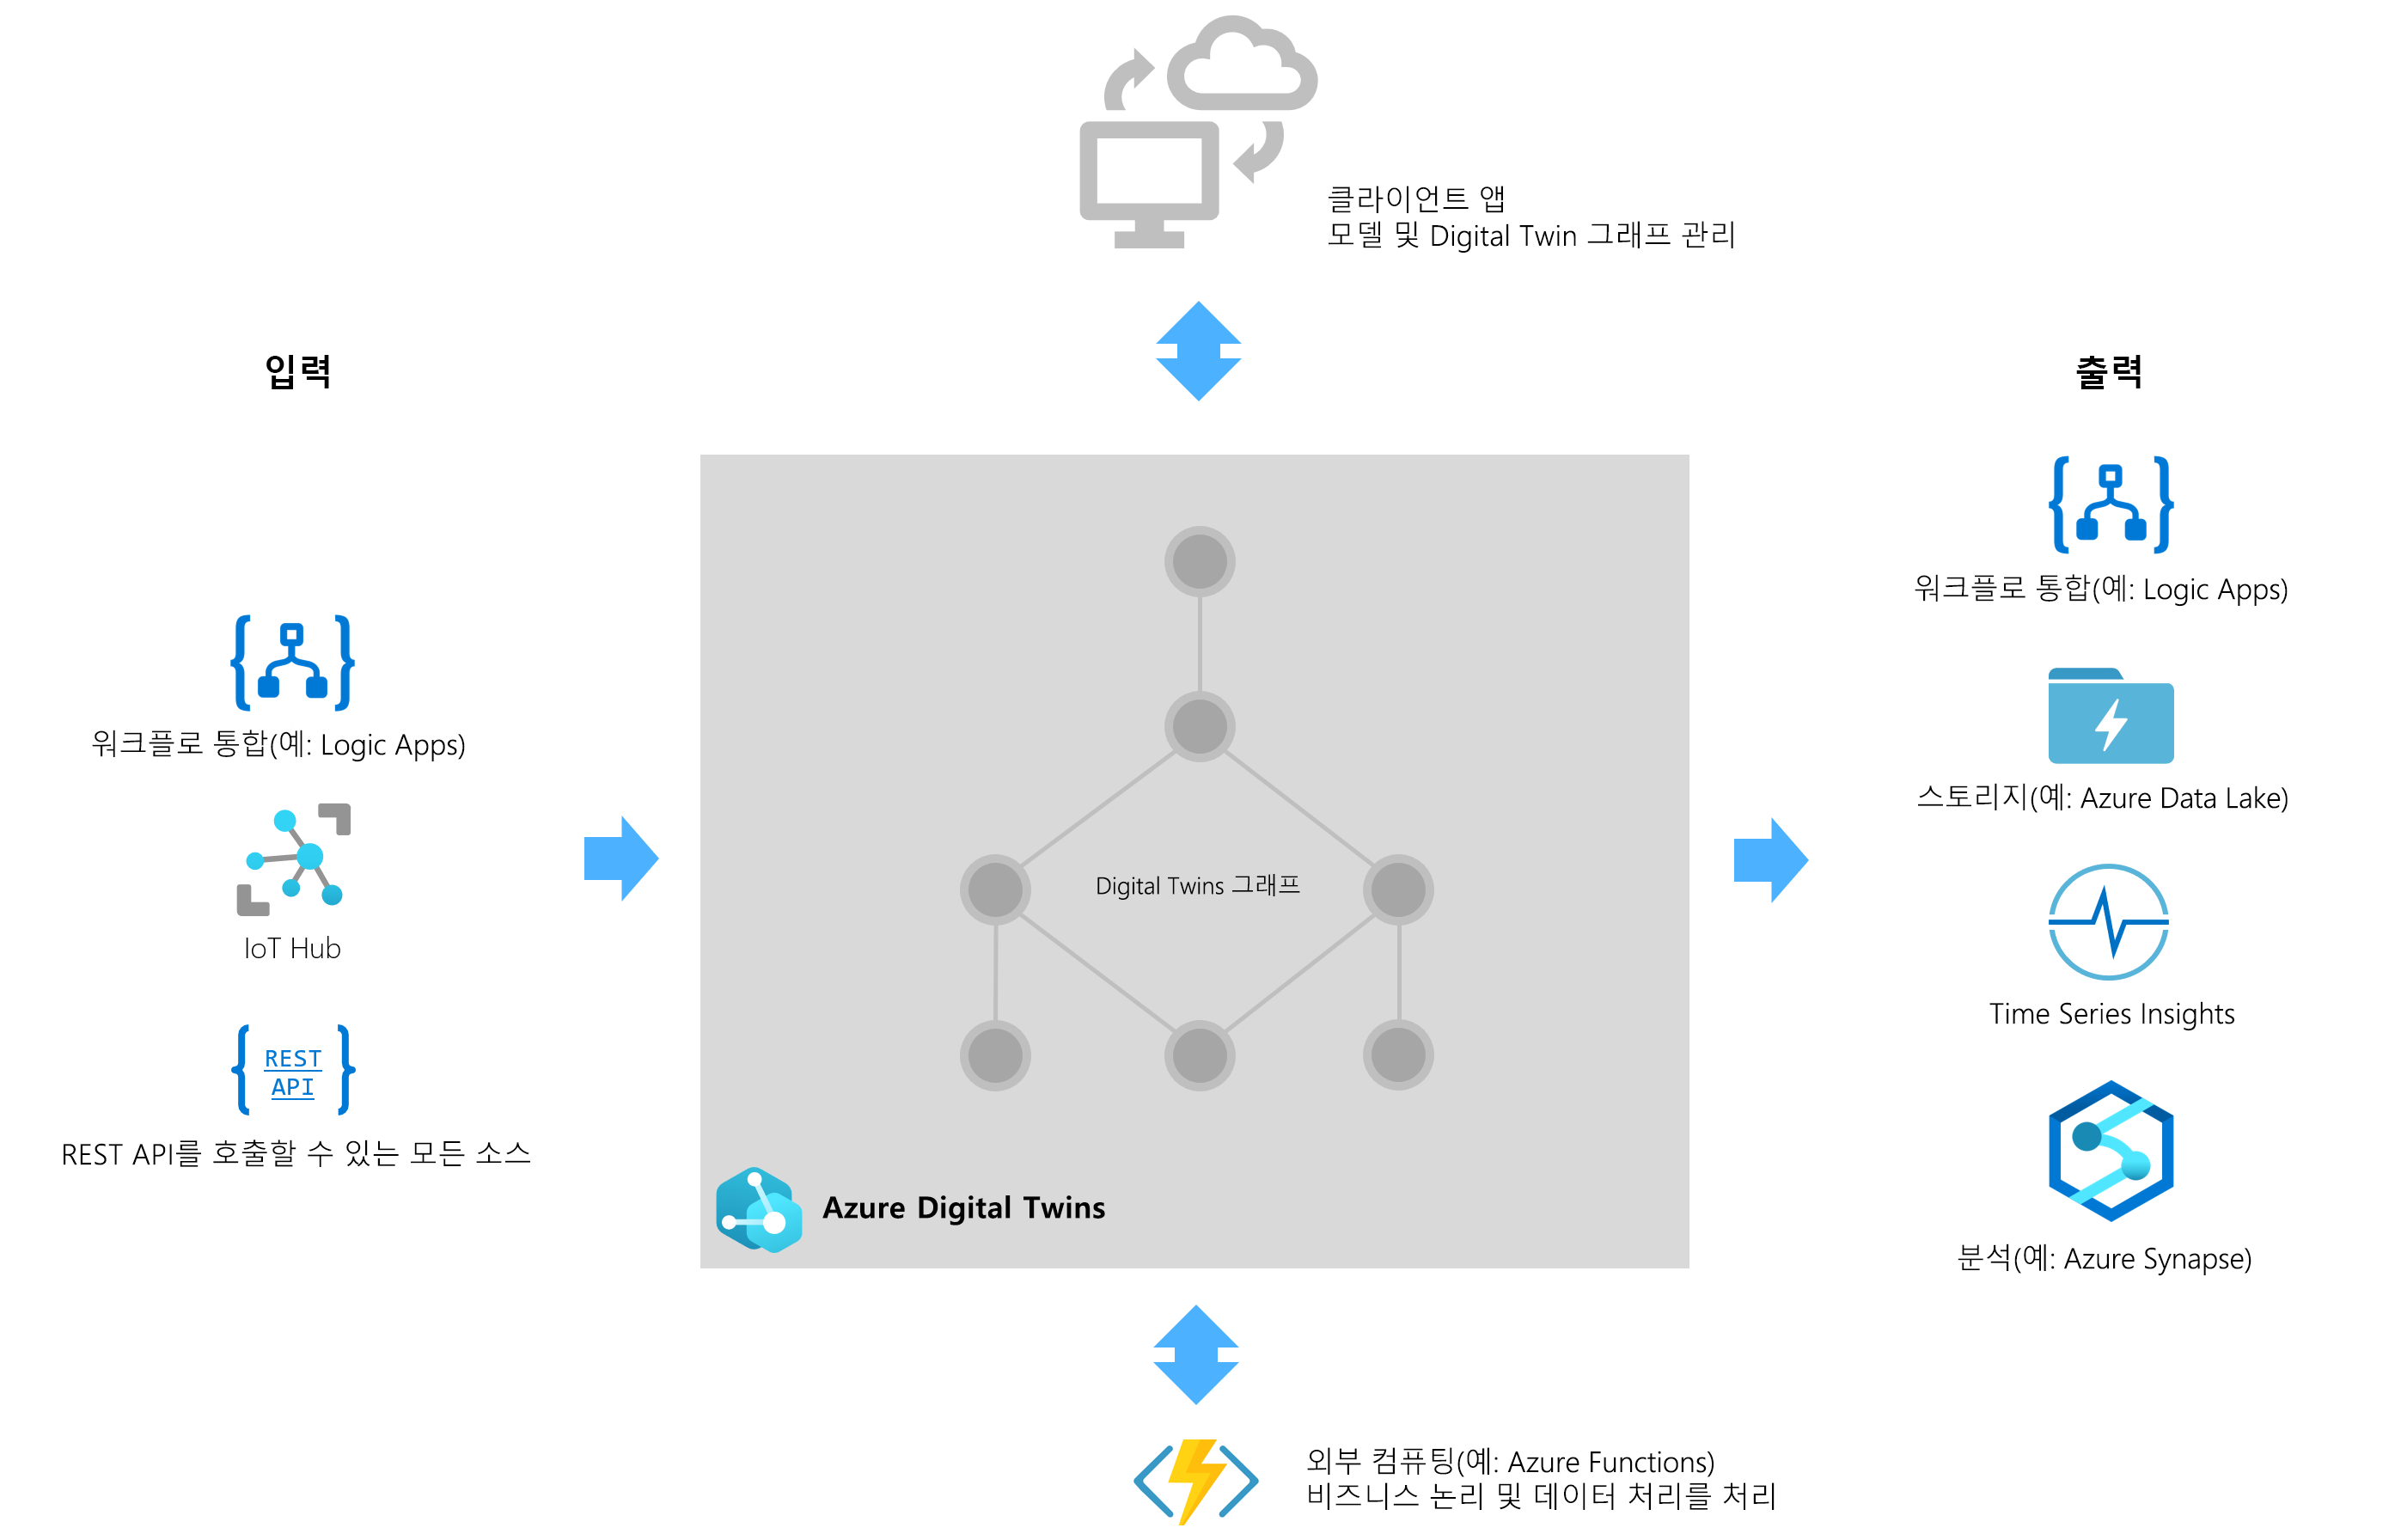 클라이언트 앱
모델 및 Digital Twin 그래프 관리
입력
워크플로 통합(예: Logic Apps)
IoT Hub
REST
API
REST API를 호출할 수 있는 모든 소스
Digital Twins 그래프
Azure Digital Twins
출력
워크플로 통합(예: Logic Apps)
스토리지(예: Azure Data Lake)
Time Series Insights
분석(예: Azure Synapse)
외부 컴퓨팅(예: Azure Functions)
비즈니스 논리 및 데이터 처리를 처리